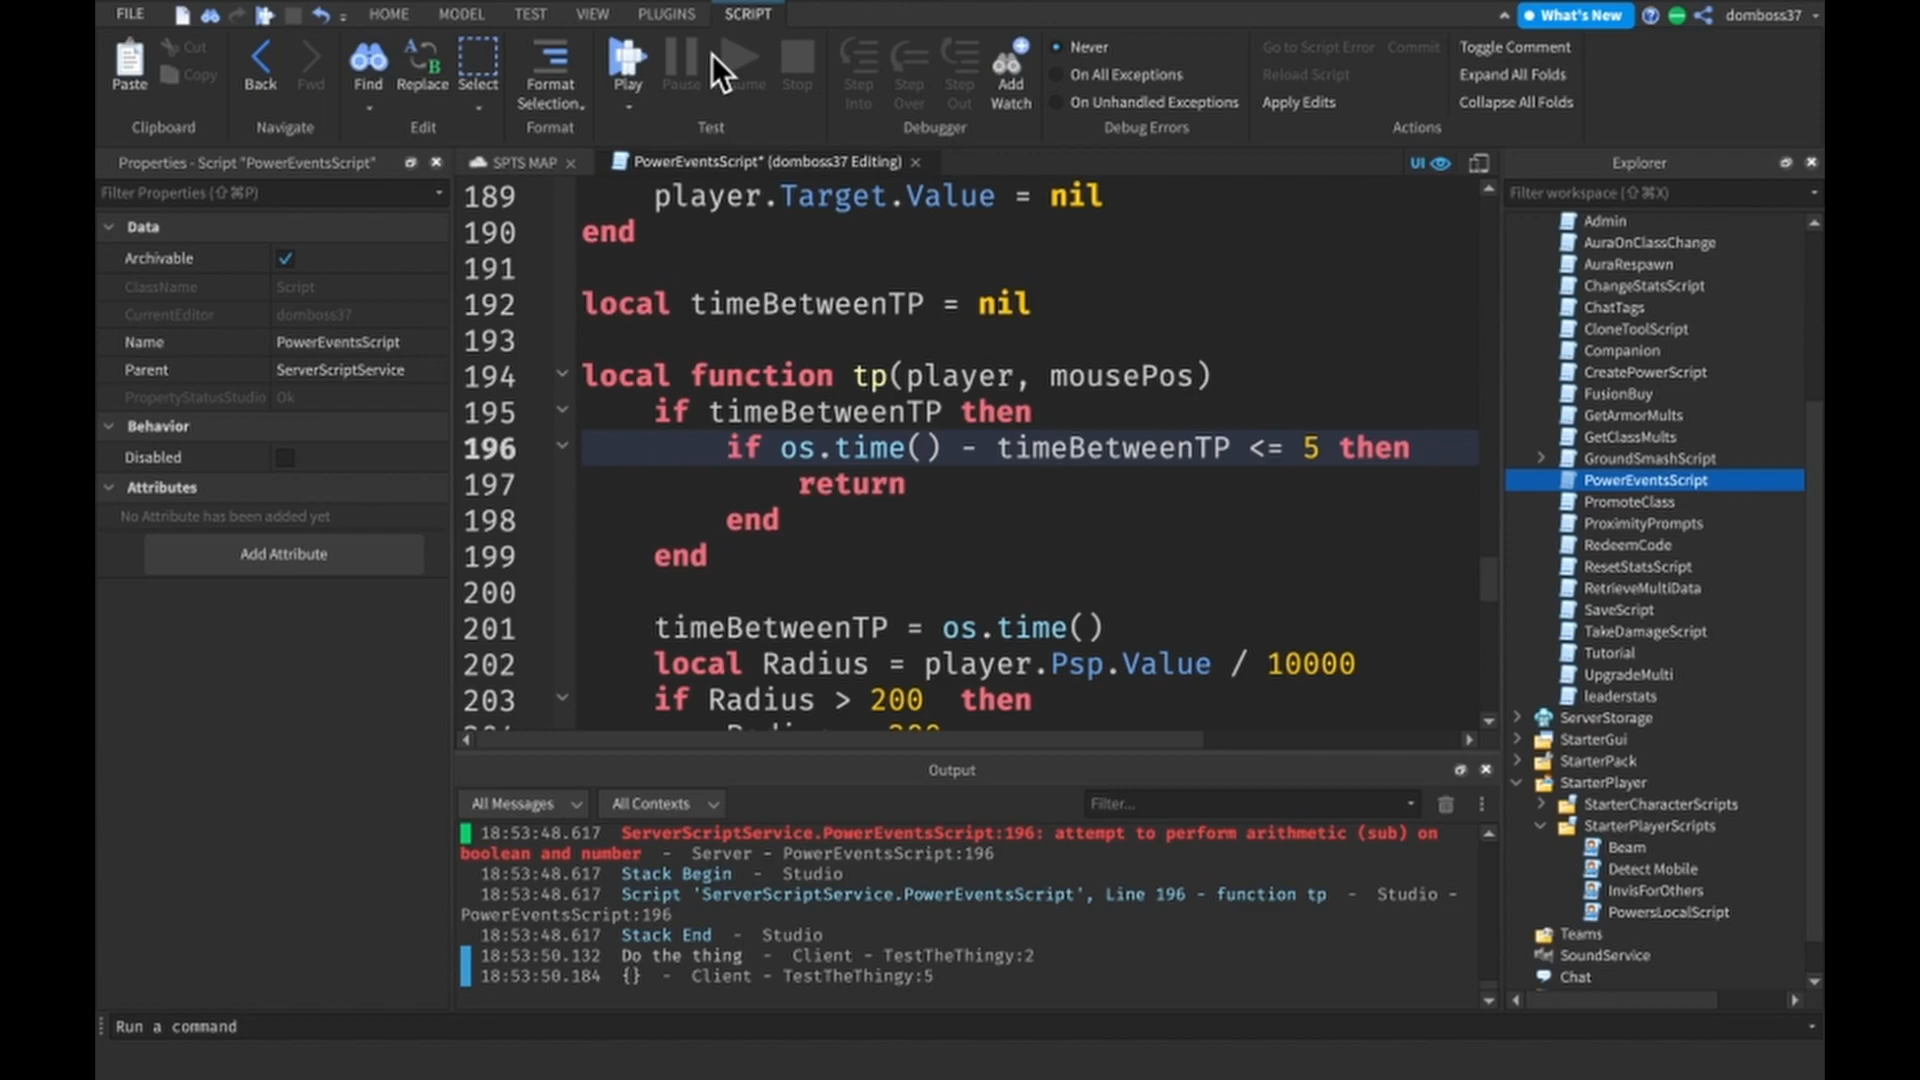 FILE
HOME
MODEL
TEST
VIEW
PLUGINS
SCRIPT
What's New
domboss37
Paste
Cut
Copy
Clipboard
Back
Fwd
Navigate
Find
Replace
Select
Edit
Format
Selection
Format
Play
Pause
Stop
Test
Step
Into
Step
Over
Step
Out
Add
Watch
Debugger
Never
On All Exceptions
On Unhandled Exceptions
Debug Errors
Go to Script Error
Commit
Reload Script
Apply Edits
Toggle Comment
Expand All Folds
Collapse All Folds
Actions
Properties - Script "PowerEventsScript"
Filter Properties (⇧⌘P)
Data
Archivable
ClassName Script
CurrentEditor domboss37
Name PowerEventsScript
Parent ServerScriptService
PropertyStatusStudio Ok
Behavior
Disabled
Attributes
No Attribute has been added yet
Add Attribute
SPTS MAP
PowerEventsScript* (domboss37 Editing)
UI
189 player.Target.Value = nil
190 end
191
192 local timeBetweenTP = nil
193
194 local function tp(player, mousePos)
195 if timeBetweenTP then
196 if os.time() - timeBetweenTP <= 5 then
197 return
198 end
199 end
200
201 timeBetweenTP = os.time()
202 local Radius = player.Psp.Value / 10000
203 if Radius > 200 then
Output
All Messages
All Contexts
Filter...
18:53:48.617 ServerScriptService.PowerEventsScript:196: attempt to perform arithmetic (sub) on
boolean and number - Server - PowerEventsScript:196
18:53:48.617 Stack Begin - Studio
18:53:48.617 Script 'ServerScriptService.PowerEventsScript', Line 196 - function tp - Studio -
PowerEventsScript:196
18:53:48.617 Stack End - Studio
18:53:50.132 Do the thing - Client - TestTheThingy:2
18:53:50.184 {} - Client - TestTheThingy:5
Explorer
Filter workspace (⇧⌘X)
Admin
AuraOnClassChange
AuraRespawn
ChangeStatsScript
ChatTags
CloneToolScript
Companion
CreatePowerScript
FusionBuy
GetArmorMults
GetClassMults
GroundSmashScript
PowerEventsScript
PromoteClass
ProximityPrompts
RedeemCode
ResetStatsScript
RetrieveMultiData
SaveScript
TakeDamageScript
Tutorial
UpgradeMulti
leaderstats
ServerStorage
StarterGui
StarterPack
StarterPlayer
StarterCharacterScripts
StarterPlayerScripts
Beam
Detect Mobile
InvisForOthers
PowersLocalScript
Teams
SoundService
Chat
Run a command